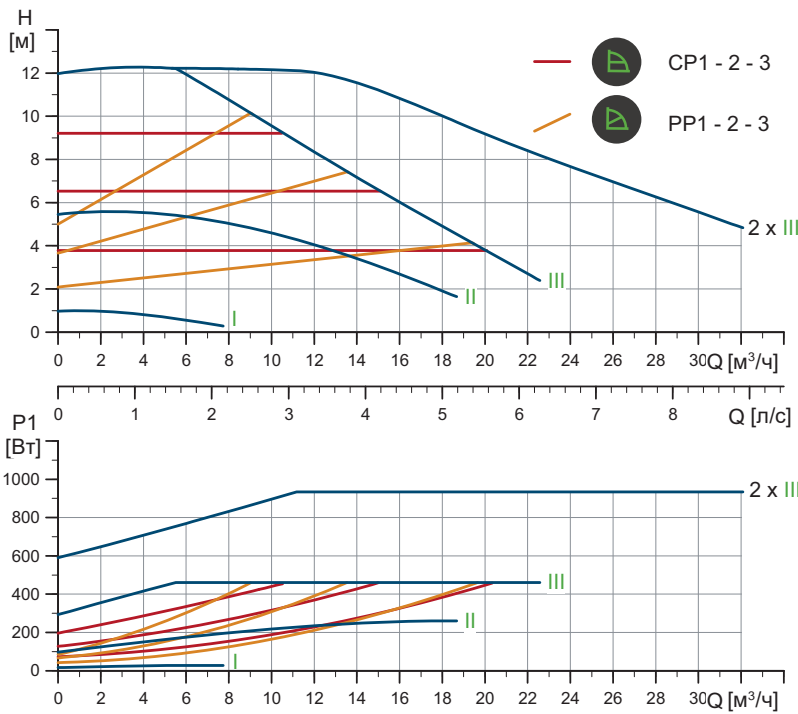 H
[м]
CP1 - 2 - 3
PP1 - 2 - 3
12
10
8
6
4
2
0
2 x III
III
II
I
0 2 4 6 8 10 12 14 16 18 20 22 24 26 28 30 Q [м³/ч]
0 1 2 3 4 5 6 7 8 Q [л/с]
P1
[Вт]
1000
800
600
400
200
0
2 x III
III
II
I
0 2 4 6 8 10 12 14 16 18 20 22 24 26 28 30 Q [м³/ч]